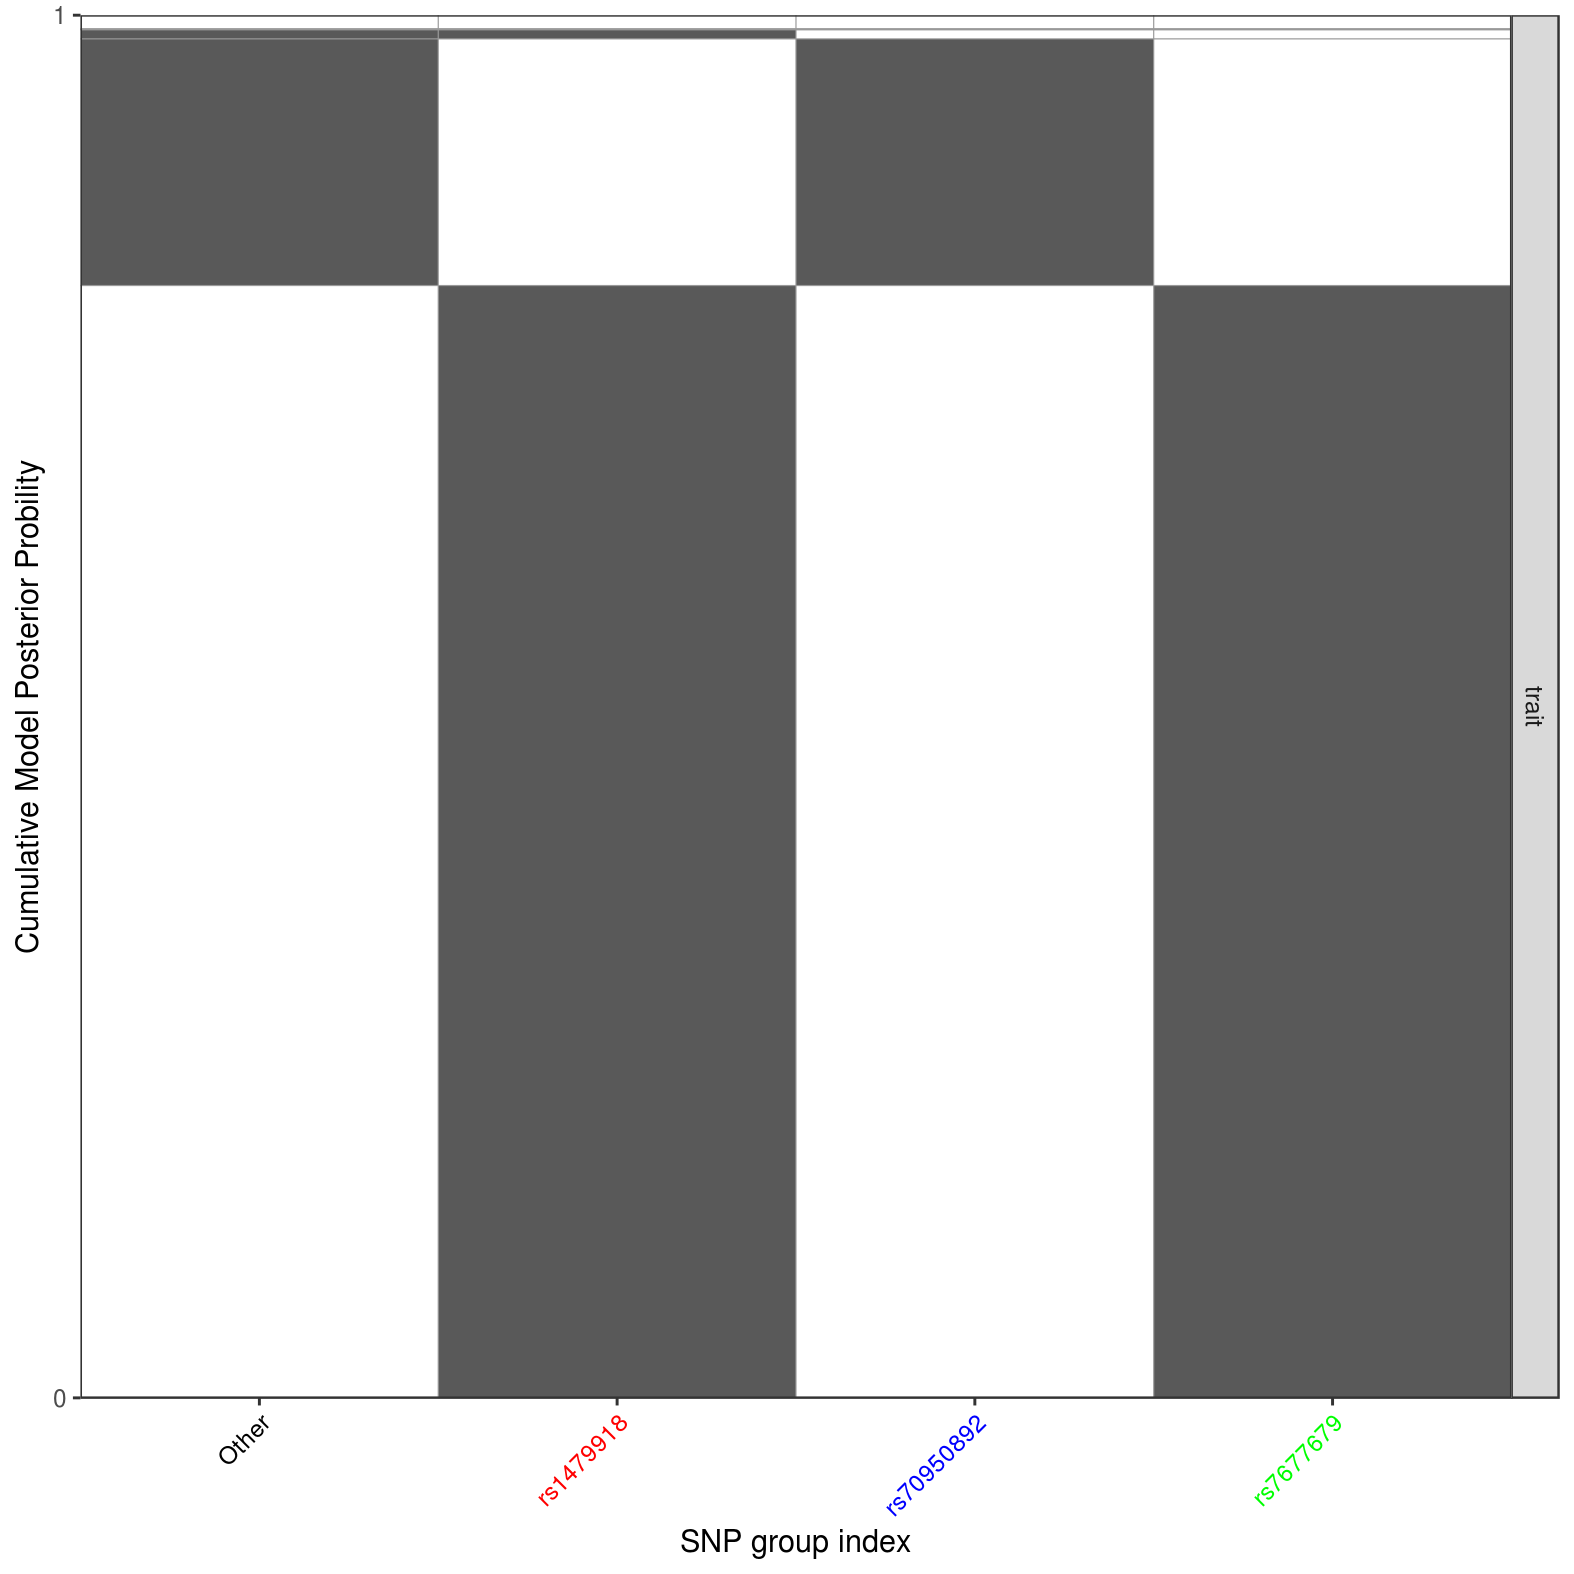 1
Cumulative Model Posterior Probility
trait
0
Other
rs1479918
rs70950892
rs7677679
SNP group index